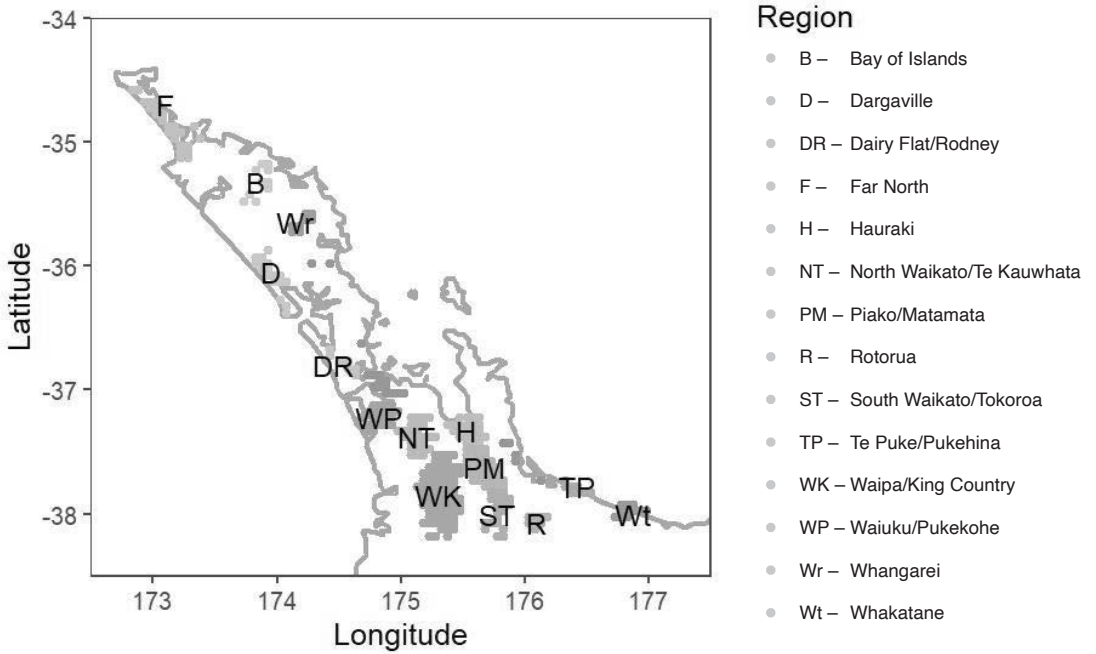 -34
-35
-36
-37
-38
Latitude
F
B
Wr
D
DR
WP
NT
H
PM
WK
ST
R
TP
Wt
173 174 175 176 177
Longitude
Region
B – Bay of Islands
D – Dargaville
DR – Dairy Flat/Rodney
F – Far North
H – Hauraki
NT – North Waikato/Te Kauwhata
PM – Piako/Matamata
R – Rotorua
ST – South Waikato/Tokoroa
TP – Te Puke/Pukehina
WK – Waipa/King Country
WP – Waiuku/Pukekohe
Wr – Whangarei
Wt – Whakatane